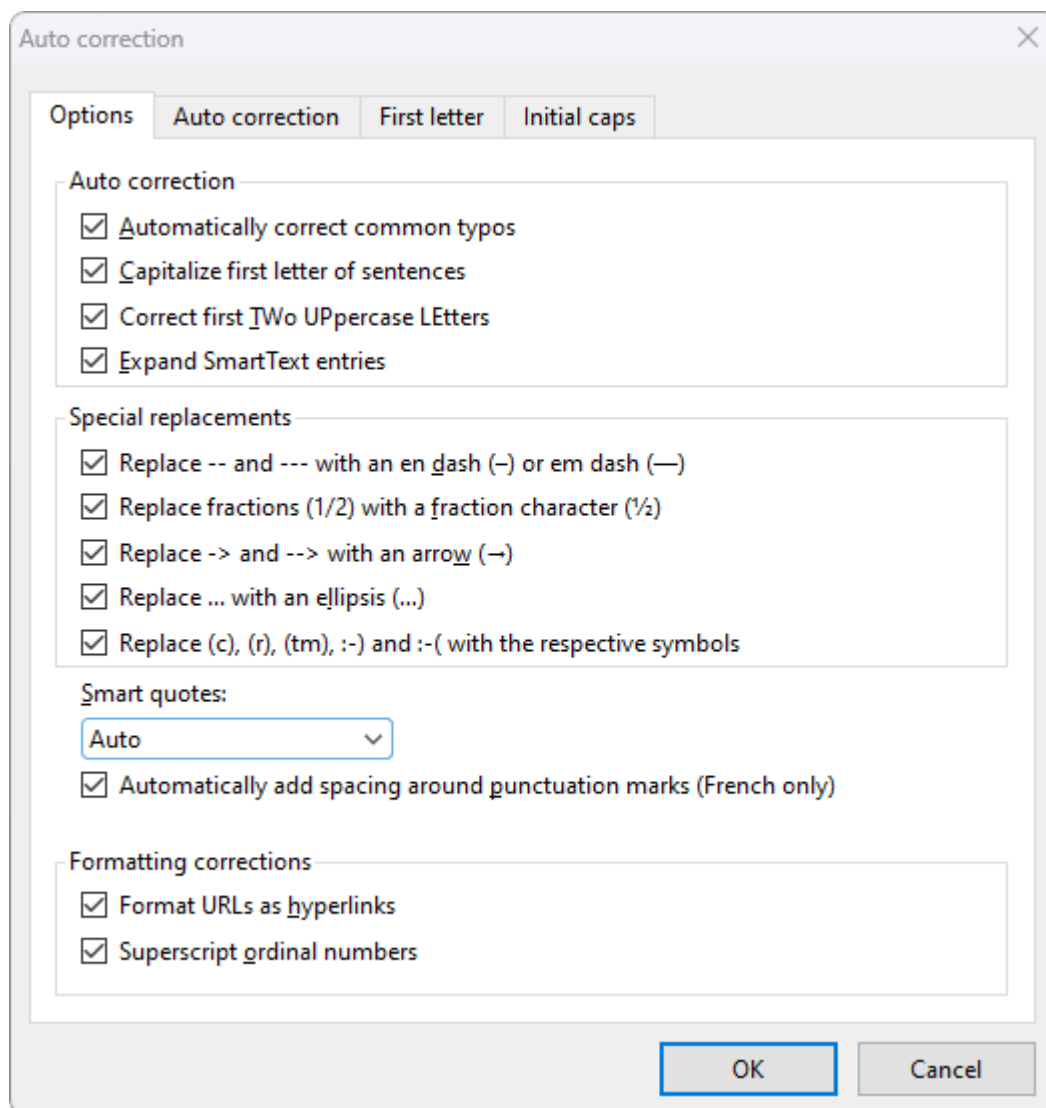 Auto correction
Options Auto correction First letter Initial caps
Auto correction
Automatically correct common typos
Capitalize first letter of sentences
Correct first TWo UPpercase LEtters
Expand SmartText entries
Special replacements
Replace -- and --- with an en dash (–) or em dash (—)
Replace fractions (1/2) with a fraction character (½)
Replace -> and --> with an arrow (→)
Replace ... with an ellipsis (…)
Replace (c), (r), (tm), :-) and :-( with the respective symbols
Smart quotes:
Auto
Automatically add spacing around punctuation marks (French only)
Formatting corrections
Format URLs as hyperlinks
Superscript ordinal numbers
OK Cancel